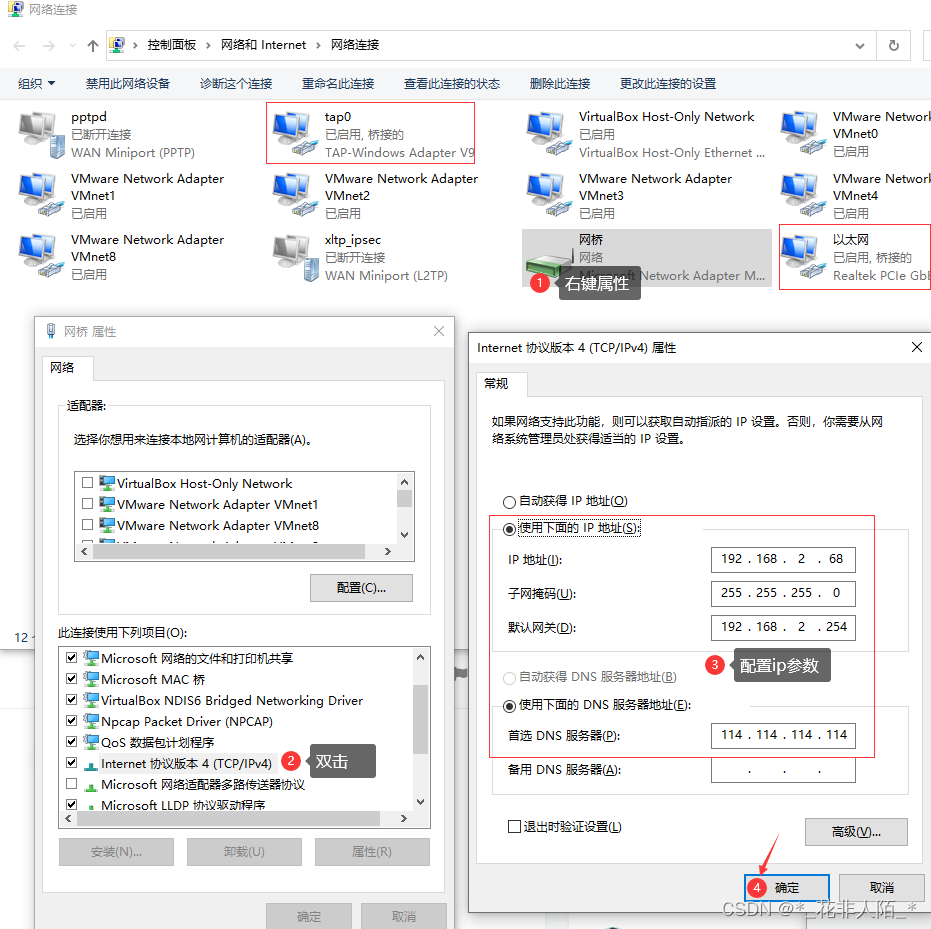 网络连接
控制面板 › 网络和 Internet › 网络连接
组织 禁用此网络设备 诊断这个连接 重命名此连接 查看此连接的状态 删除此连接 更改此连接的设置
pptpd
已断开连接
WAN Miniport (PPTP)
tap0
已启用, 桥接的
TAP-Windows Adapter V9
VirtualBox Host-Only Network
已启用
VirtualBox Host-Only Ethernet ...
VMware Network Adapter
VMnet0
已启用
VMware Network Adapter
VMnet1
已启用
VMware Network Adapter
VMnet2
已启用
VMware Network Adapter
VMnet3
已启用
VMware Network
VMnet4
已启用
VMware Network Adapter
VMnet8
已启用
xltp_ipsec
已断开连接
WAN Miniport (L2TP)
网桥
网络
Microsoft Network Adapter M...
1 右键属性
以太网
已启用, 桥接的
Realtek PCIe GbE
12
网桥 属性
网络
适配器:
选择你想用来连接本地网计算机的适配器(A)。
VirtualBox Host-Only Network
VMware Network Adapter VMnet1
VMware Network Adapter VMnet8
配置(C)...
此连接使用下列项目(O):
Microsoft 网络的文件和打印机共享
Microsoft MAC 桥
VirtualBox NDIS6 Bridged Networking Driver
Npcap Packet Driver (NPCAP)
QoS 数据包计划程序
Internet 协议版本 4 (TCP/IPv4)
2 双击
Microsoft 网络适配器多路传送器协议
Microsoft LLDP 协议驱动程序
安装(N)... 卸载(U) 属性(R)
确定 取消
Internet 协议版本 4 (TCP/IPv4) 属性
常规
如果网络支持此功能，则可以获取自动指派的 IP 设置。否则，你需要从网
络系统管理员处获得适当的 IP 设置。
自动获得 IP 地址(O)
使用下面的 IP 地址(S):
IP 地址(I): 192 . 168 . 2 . 68
子网掩码(U): 255 . 255 . 255 . 0
默认网关(D): 192 . 168 . 2 . 254
3 配置ip参数
自动获得 DNS 服务器地址(B)
使用下面的 DNS 服务器地址(E):
首选 DNS 服务器(P): 114 . 114 . 114 . 114
备用 DNS 服务器(A): . . .
退出时验证设置(L)
高级(V)...
4 确定 取消
CSDN @*_花非人陌_*